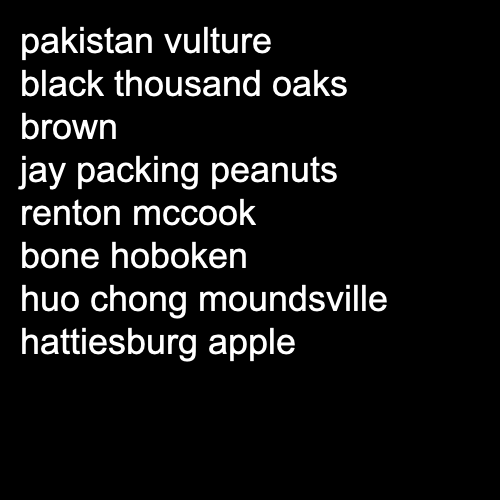 pakistan vulture
black thousand oaks
brown
jay packing peanuts
renton mccook
bone hoboken
huo chong moundsville
hattiesburg apple